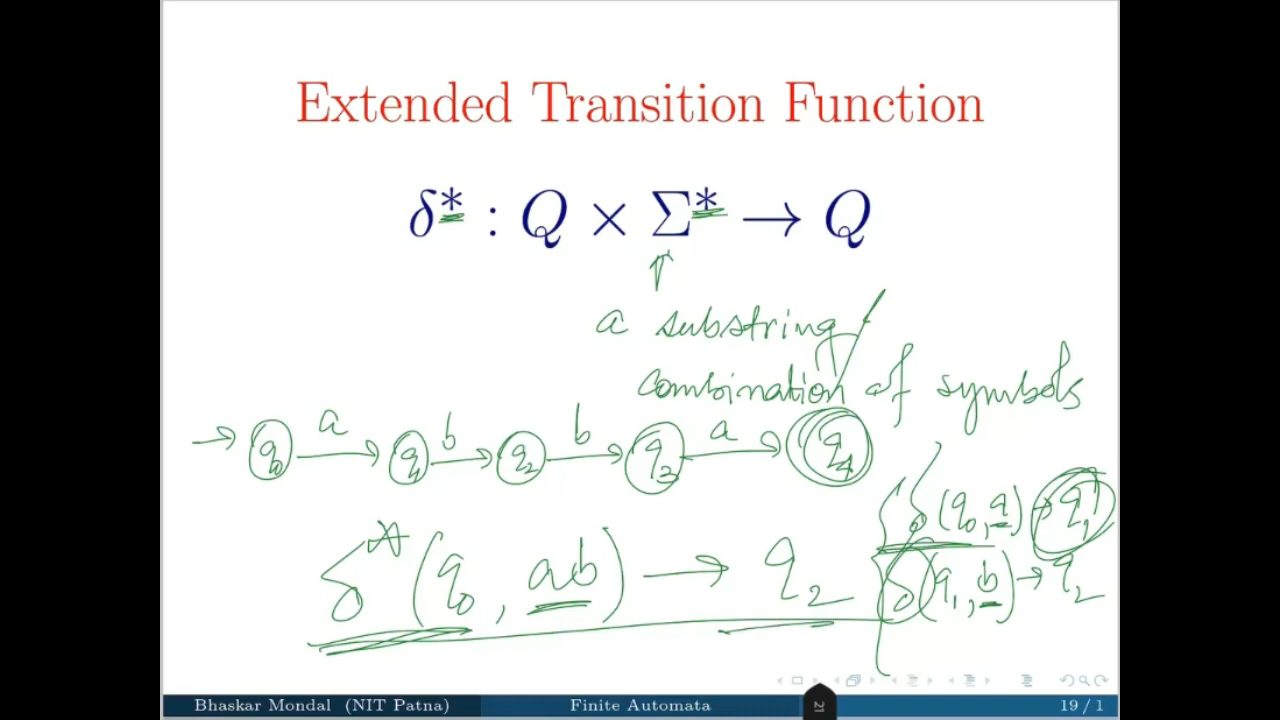 Extended Transition Function
δ* : Q × Σ* → Q
a substring
combination of symbols
→ q0 a → q1 b → q2 b → q3 a → q4
δ(q0, a) → q1
δ*(q0, ab) → q2
δ(q1, b) → q2
Bhaskar Mondal (NIT Patna) Finite Automata 21 19 / 1